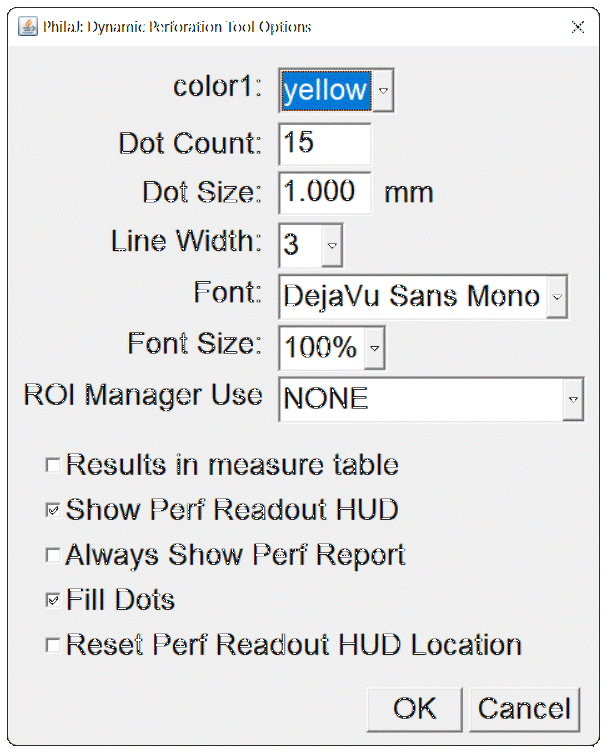 PhilaJ: Dynamic Perforation Tool Options
color1: yellow
Dot Count: 15
Dot Size: 1.000 mm
Line Width: 3
Font: DejaVu Sans Mono
Font Size: 100%
ROI Manager Use NONE
Results in measure table
Show Perf Readout HUD
Always Show Perf Report
Fill Dots
Reset Perf Readout HUD Location
OK Cancel